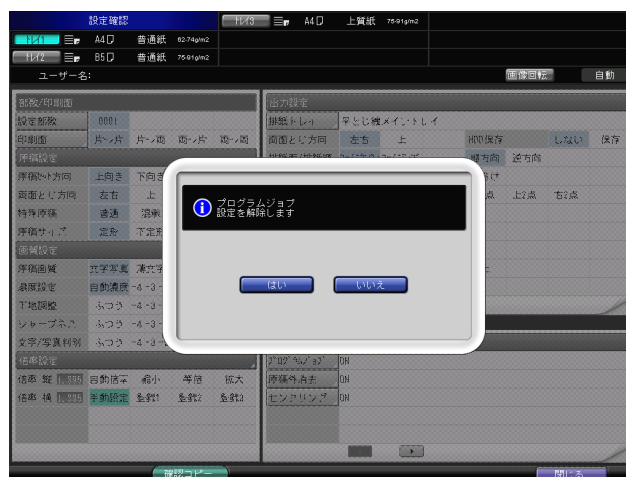 設定確認
トレイ3 A4 上質紙 75-91g/m2
トレイ1 A4 普通紙 62-74g/m2
トレイ2 B5 普通紙 75-91g/m2
ユーザー名:
画像回転 自動
部数/印刷面
設定部数 0001
印刷面 片→片 片→両 両→片 両→両
原稿設定
原稿セット方向 上向き 下向き
両面とじ方向 左右 上
特殊原稿 普通 混載
原稿サイズ 定形 不定形
画質設定
原稿画質 文字写真 薄文字
濃度設定 自動濃度 -4 -3 -
下地調整 ふつう -4 -3 -
シャープネス ふつう -4 -3 -
文字/写真判別 ふつう -4 -3 -
倍率設定
倍率 縦 自動倍率 縮小 等倍 拡大
倍率 横 手動設定 登録1 登録2 登録3
出力設定
排紙トレイ 平とじ機メイントレイ
両面とじ方向 左右 上
HDD保存 しない 保存
順方向 逆方向
上2点 右2点
プログラムジョブ
設定を解除します
はい いいえ
プログラムジョブ ON
原稿外消去 ON
センタリング ON
確認コピー
閉じる